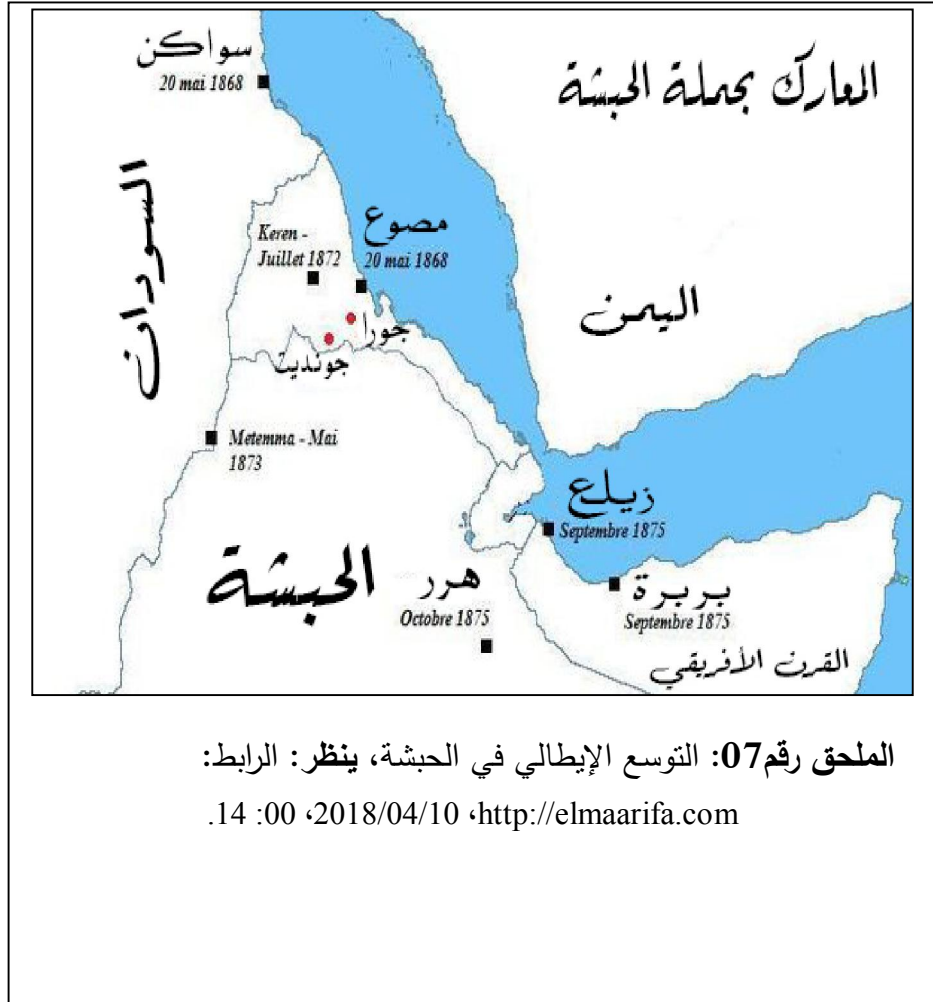 المعارك بحملة الحبشة
سواكن
20 mai 1868
السودان
Keren -
Juillet 1872
مصوع
20 mai 1868
اليمن
جورا
جونديت
Metemma - Mai
1873
زيلع
Septembre 1875
الحبشة
هرر
Octobre 1875
بربرة
Septembre 1875
القرن الأفريقي
الملحق رقم07: التوسع الإيطالي في الحبشة، ينظر: الرابط:
http://elmaarifa.com، 2018/04/10، 00: 14.